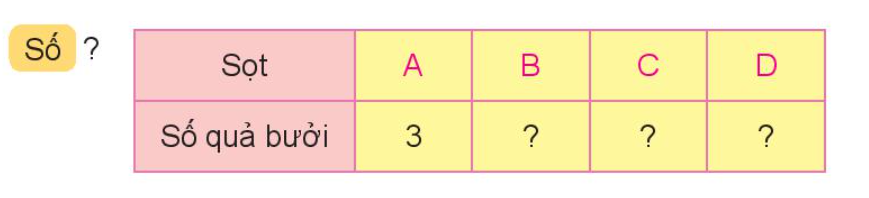 Số ?
Sọt A B C D
Số quả bưởi 3 ? ? ?